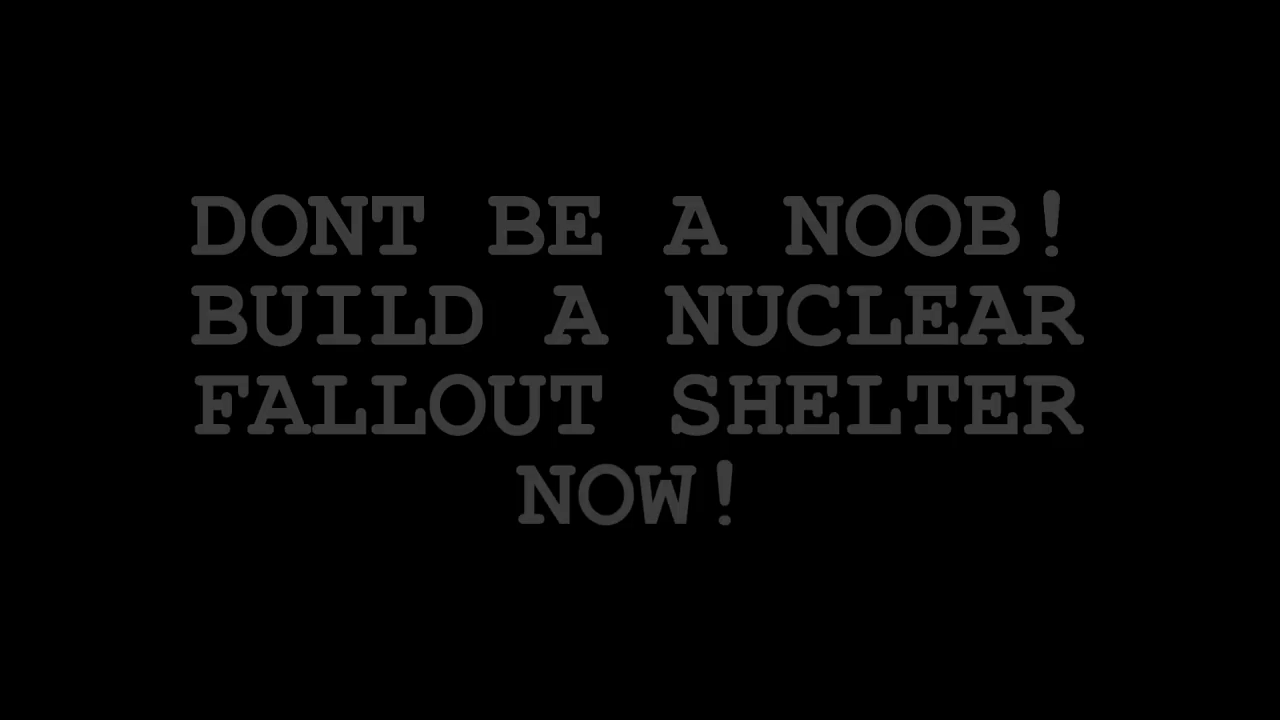 DONT BE A NOOB!
BUILD A NUCLEAR
FALLOUT SHELTER
NOW!